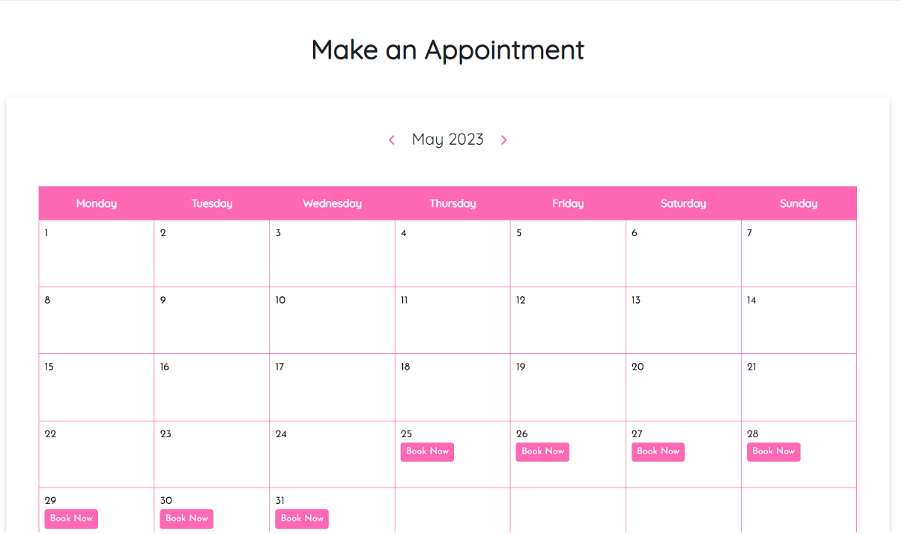 Make an Appointment
May 2023
Monday Tuesday Wednesday Thursday Friday Saturday Sunday
1 2 3 4 5 6 7
8 9 10 11 12 13 14
15 16 17 18 19 20 21
22 23 24 25 26 27 28
Book Now Book Now Book Now Book Now
29 30 31
Book Now Book Now Book Now